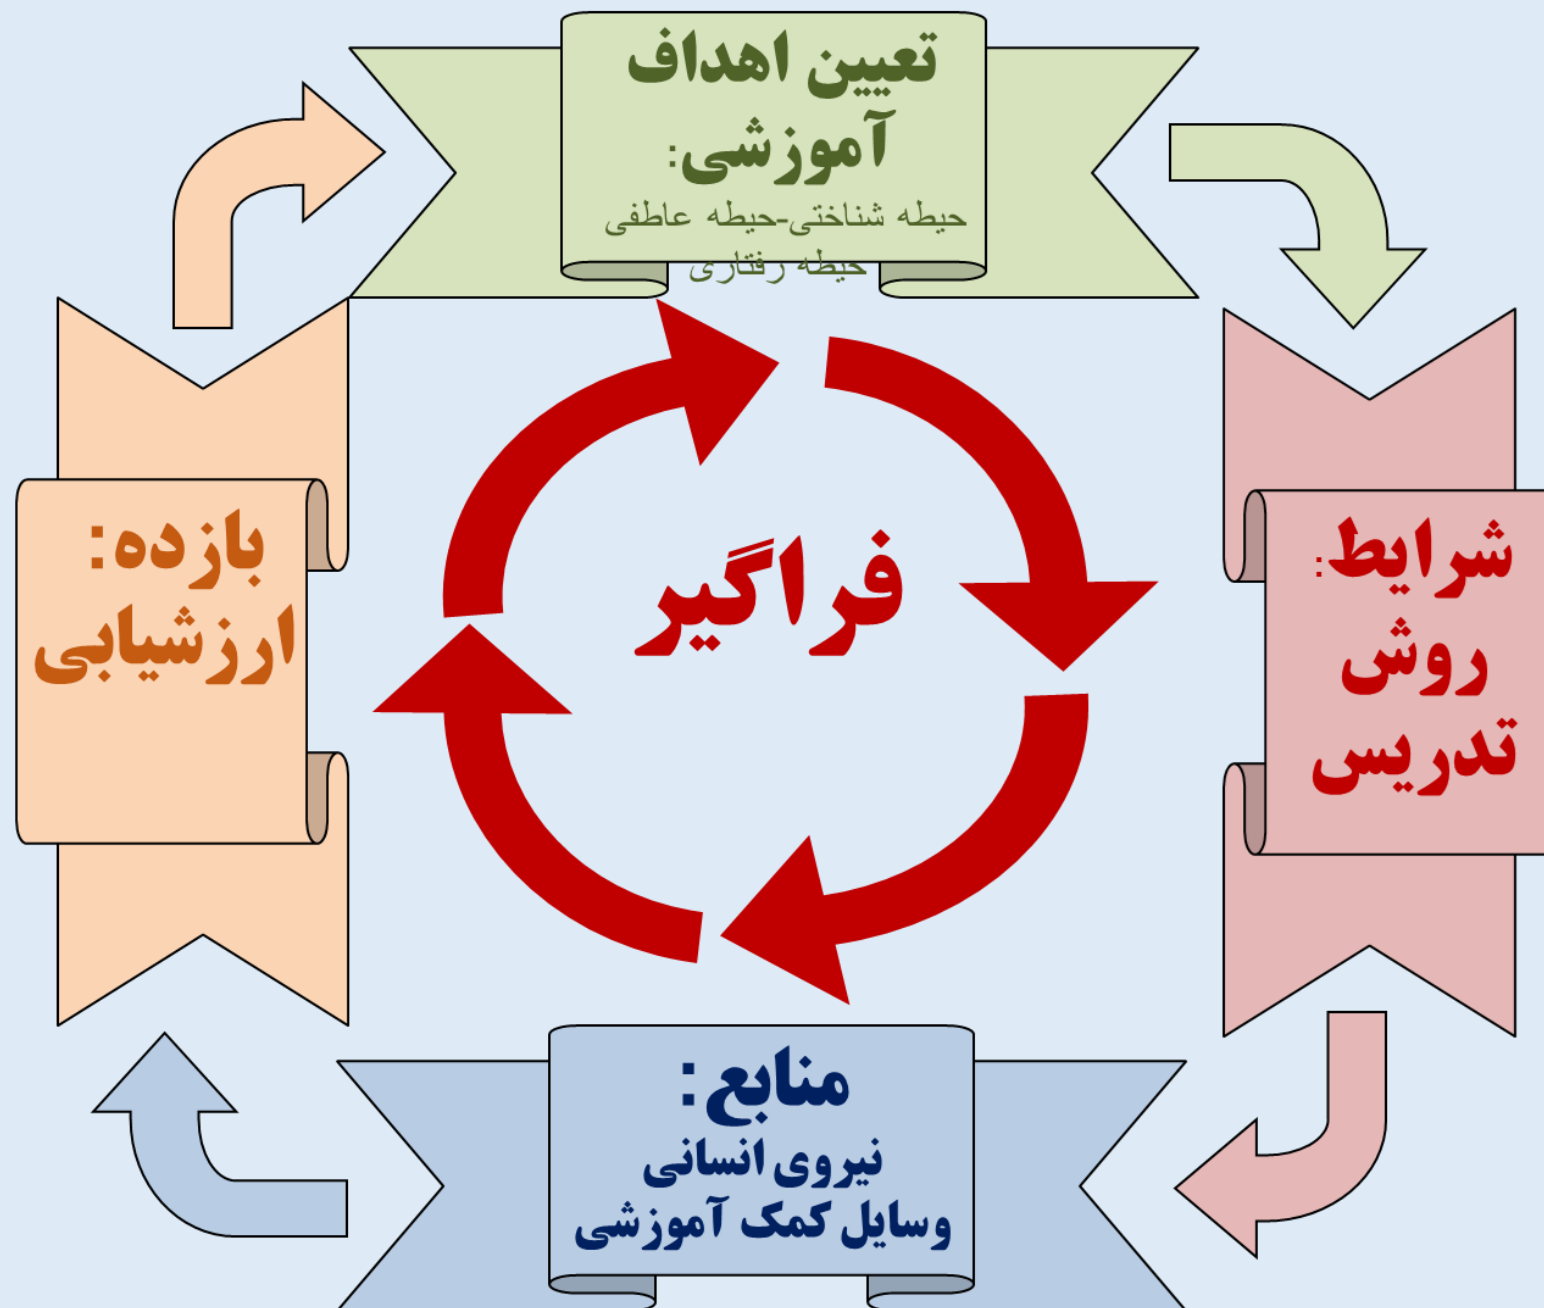 تعیین اهداف
آموزشی:
حیطه شناختی-حیطه عاطفی
حیطه رفتاری
شرایط:
روش
تدریس
فراگیر
بازده:
ارزشیابی
منابع:
نیروی انسانی
وسایل کمک آموزشی